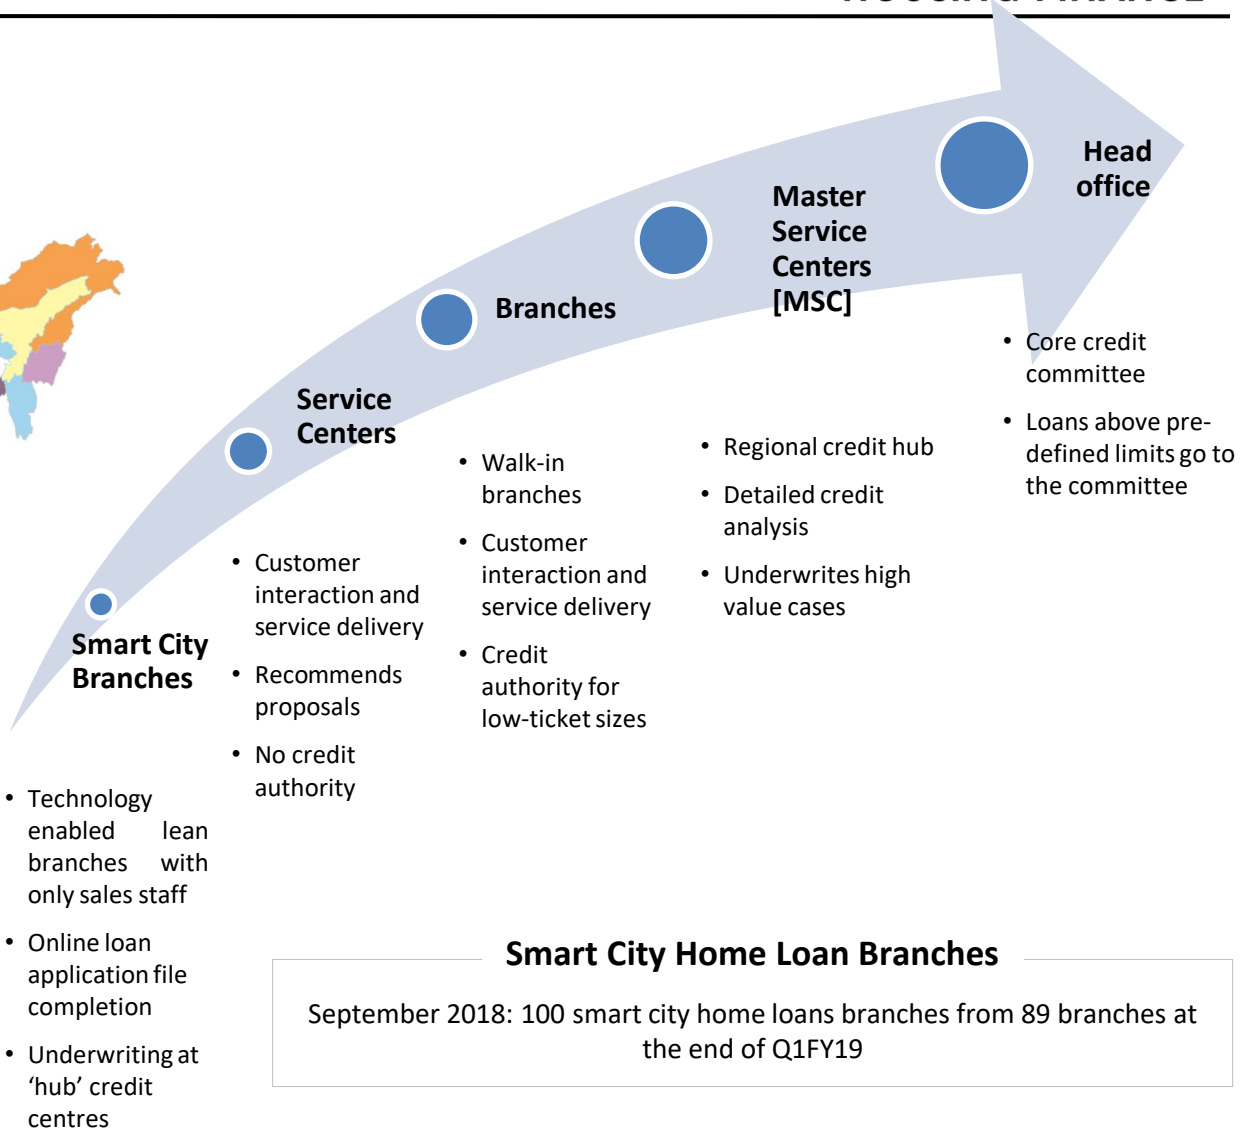 Head
office
Master
Service
Centers
[MSC]
Branches
Service
Centers
Smart City
Branches
• Core credit
committee
• Loans above pre-
defined limits go to
the committee
• Regional credit hub
• Detailed credit
analysis
• Underwrites high
value cases
• Walk-in
branches
• Customer
interaction and
service delivery
• Credit
authority for
low-ticket sizes
• Customer
interaction and
service delivery
• Recommends
proposals
• No credit
authority
• Technology
enabled lean
branches with
only sales staff
• Online loan
application file
completion
• Underwriting at
‘hub’ credit
centres
Smart City Home Loan Branches
September 2018: 100 smart city home loans branches from 89 branches at
the end of Q1FY19